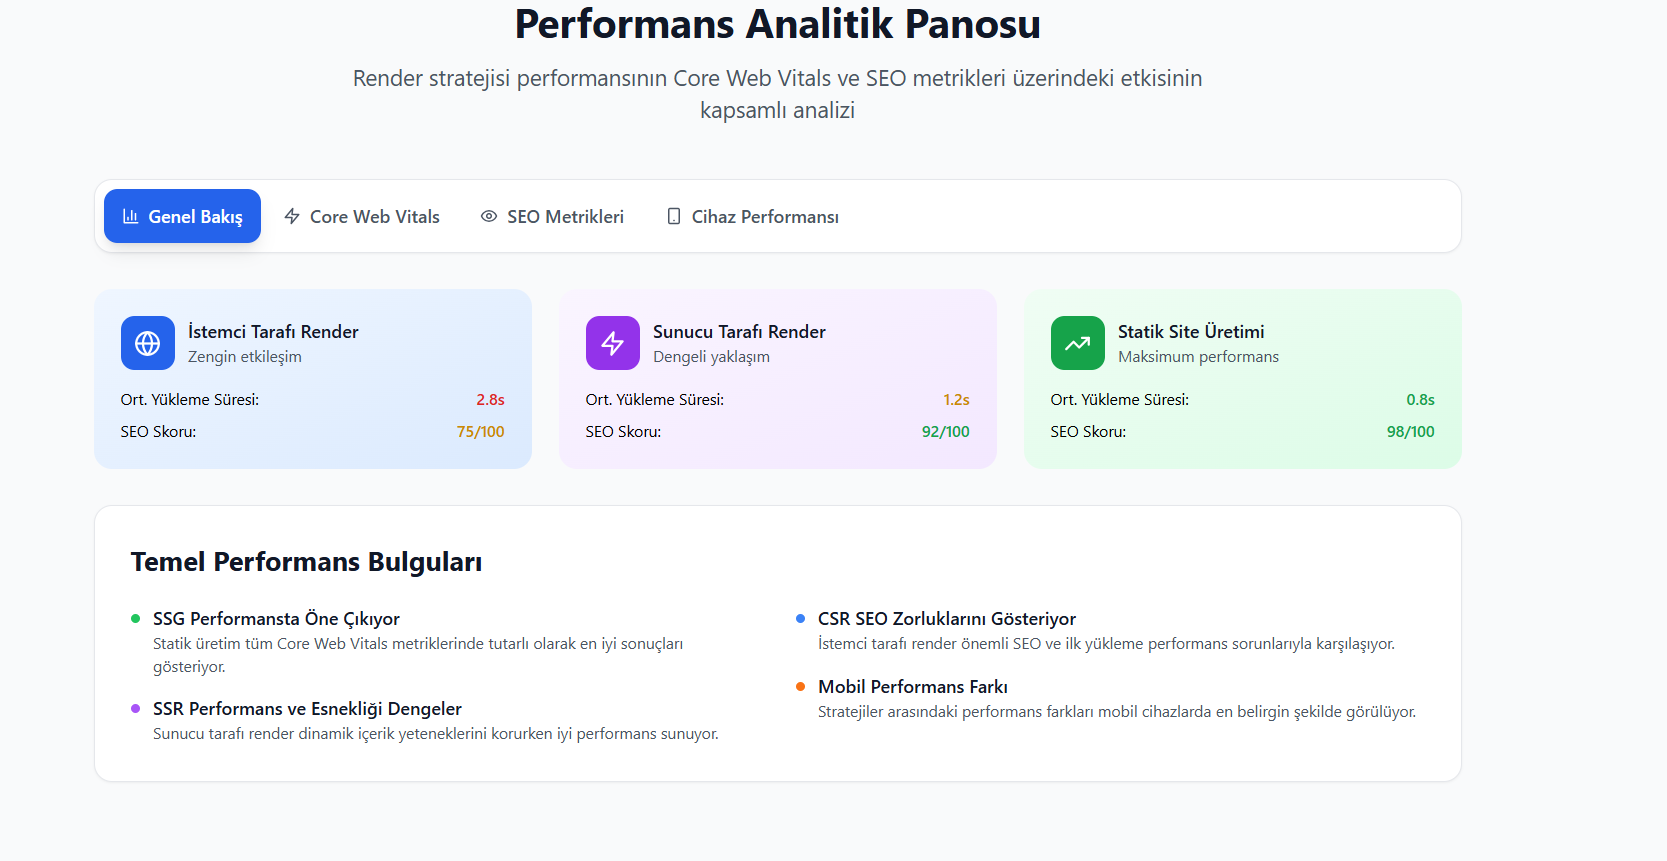 Performans Analitik Panosu
Render stratejisi performansının Core Web Vitals ve SEO metrikleri üzerindeki etkisinin
kapsamlı analizi
Genel Bakış
Core Web Vitals
SEO Metrikleri
Cihaz Performansı
İstemci Tarafı Render
Zengin etkileşim
Ort. Yükleme Süresi: 2.8s
SEO Skoru: 75/100
Sunucu Tarafı Render
Dengeli yaklaşım
Ort. Yükleme Süresi: 1.2s
SEO Skoru: 92/100
Statik Site Üretimi
Maksimum performans
Ort. Yükleme Süresi: 0.8s
SEO Skoru: 98/100
Temel Performans Bulguları
SSG Performansta Öne Çıkıyor
Statik üretim tüm Core Web Vitals metriklerinde tutarlı olarak en iyi sonuçları
gösteriyor.
SSR Performans ve Esnekliği Dengeler
Sunucu tarafı render dinamik içerik yeteneklerini korurken iyi performans sunuyor.
CSR SEO Zorluklarını Gösteriyor
İstemci tarafı render önemli SEO ve ilk yükleme performans sorunlarıyla karşılaşıyor.
Mobil Performans Farkı
Stratejiler arasındaki performans farkları mobil cihazlarda en belirgin şekilde görülüyor.